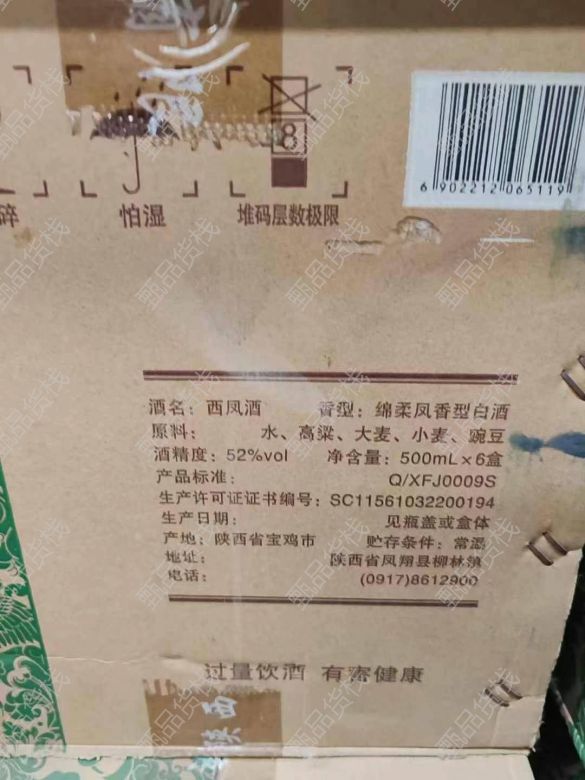 8
碎
怕湿
堆码层数极限
6 902212 065119
酒名：西凤酒 香型：绵柔凤香型白酒
原料： 水、高粱、大麦、小麦、豌豆
酒精度：52%vol 净含量：500mL×6盒
产品标准： Q/XFJ0009S
生产许可证证书编号：SC11561032200194
生产日期： 见瓶盖或盒体
产地：陕西省宝鸡市 贮存条件：常温
地址： 陕西省凤翔县柳林镇
电话： (0917)8612900
过量饮酒 有害健康
甄品货栈